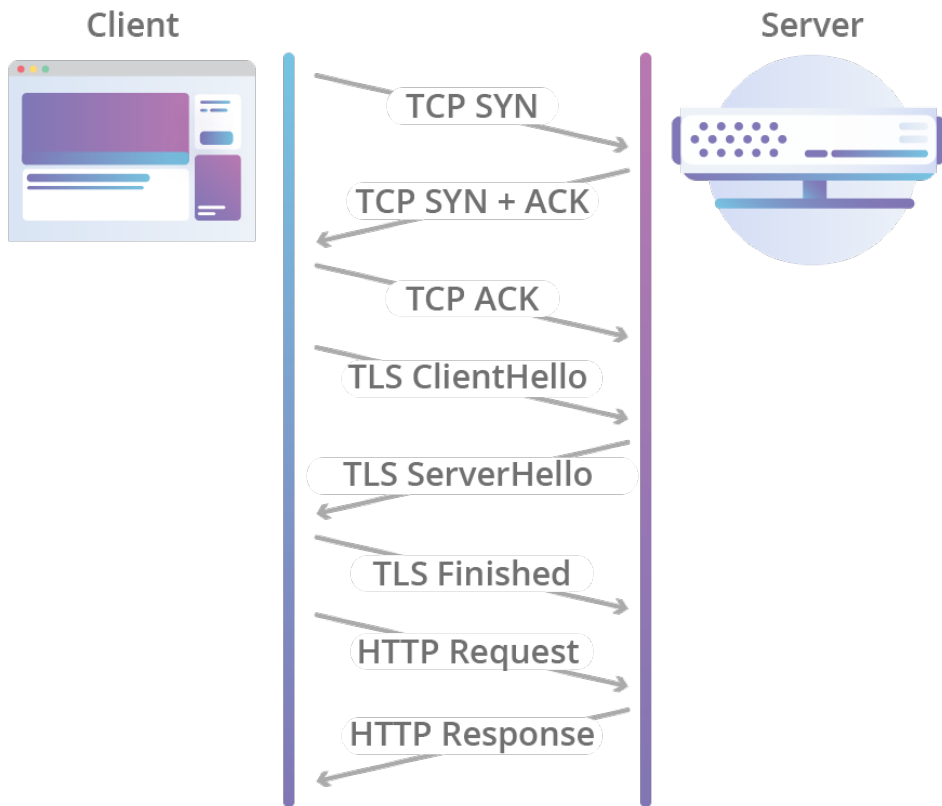 Client
Server
TCP SYN
TCP SYN + ACK
TCP ACK
TLS ClientHello
TLS ServerHello
TLS Finished
HTTP Request
HTTP Response